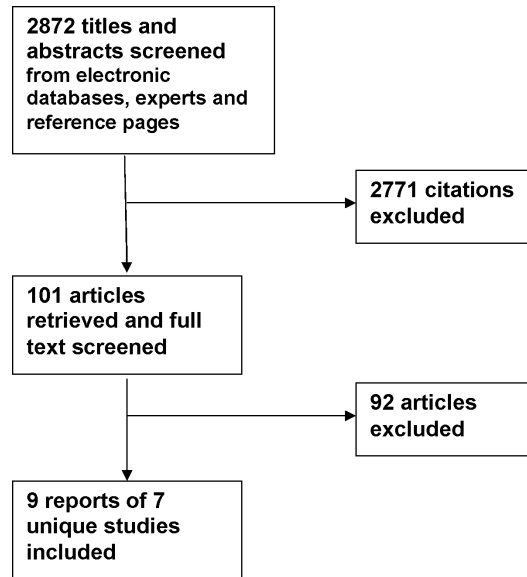 2872 titles and
abstracts screened
from electronic
databases, experts and
reference pages
2771 citations
excluded
101 articles
retrieved and full
text screened
92 articles
excluded
9 reports of 7
unique studies
included